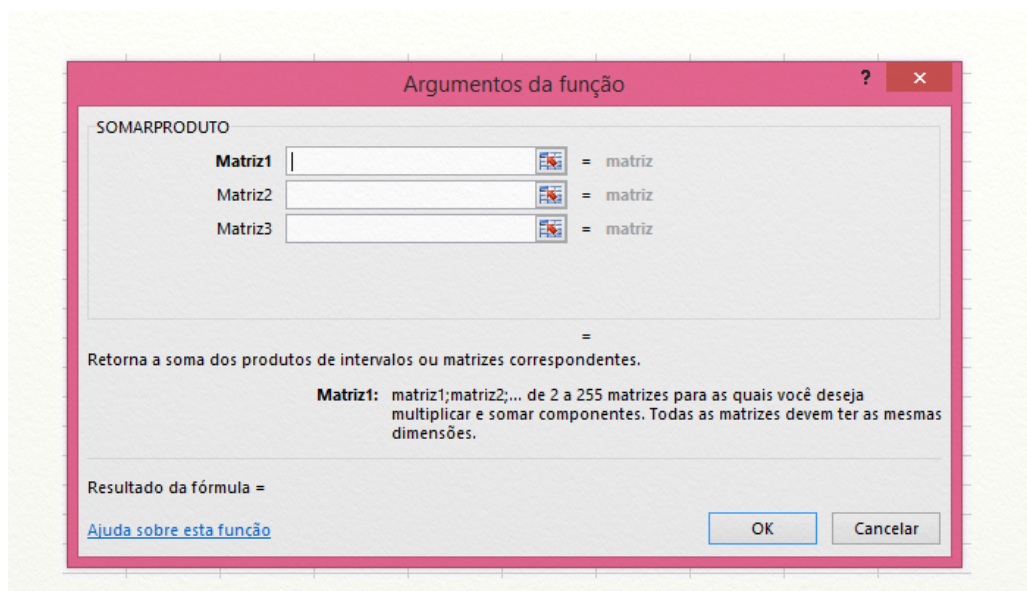 Argumentos da função
? ×
SOMARPRODUTO
Matriz1 = matriz
Matriz2 = matriz
Matriz3 = matriz
=
Retorna a soma dos produtos de intervalos ou matrizes correspondentes.
Matriz1: matriz1;matriz2;... de 2 a 255 matrizes para as quais você deseja
multiplicar e somar componentes. Todas as matrizes devem ter as mesmas
dimensões.
Resultado da fórmula =
Ajuda sobre esta função
OK Cancelar